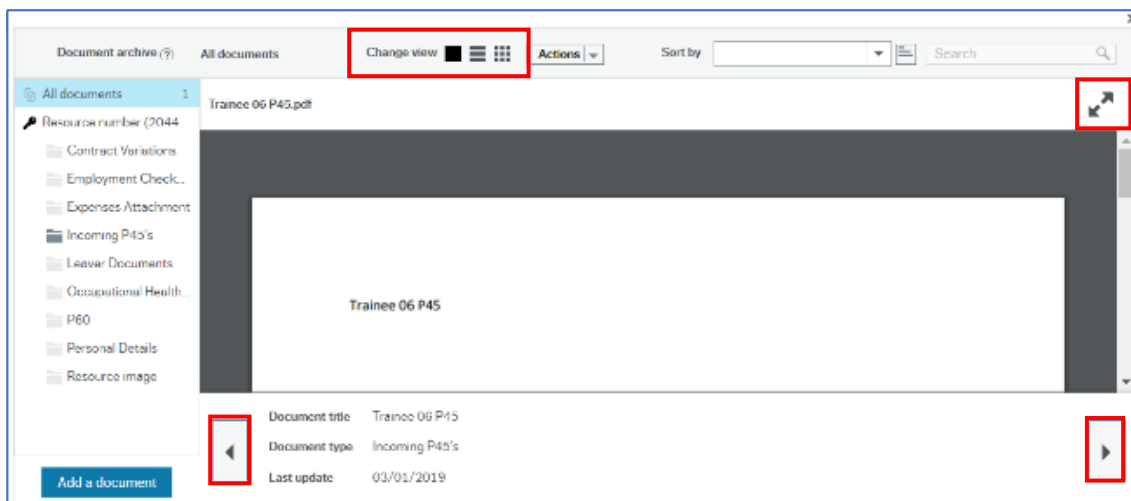 Document archive (?) All documents Change view Actions Sort by Search
All documents 1
Resource number (2044
Contract Variations
Employment Check...
Expenses Attachment
Incoming P45's
Leaver Documents
Occupational Health...
P60
Personal Details
Resource image
Add a document
Trainee 06 P45.pdf
Trainee 06 P45
Document title Trainee 06 P45
Document type Incoming P45's
Last update 03/01/2019